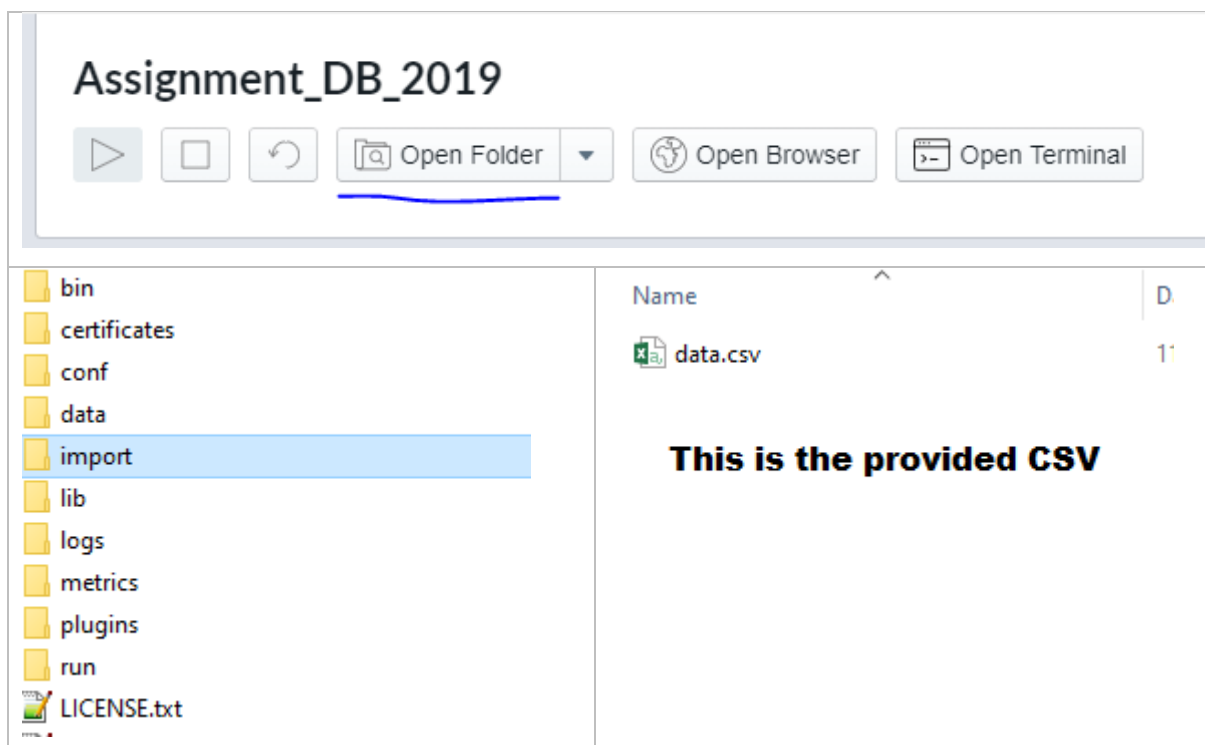 Assignment_DB_2019
Open Folder
Open Browser
Open Terminal
bin
certificates
conf
data
import
lib
logs
metrics
plugins
run
LICENSE.txt
Name
D
data.csv
11
This is the provided CSV